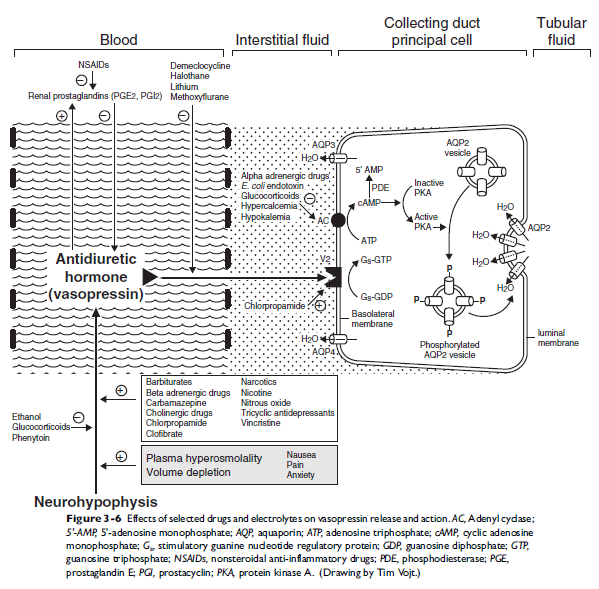 Blood
Interstitial fluid
Collecting duct
principal cell
Tubular
fluid
NSAIDs
Renal prostaglandins (PGE2, PGI2)
Demeclocycline
Halothane
Lithium
Methoxyflurane
AQP3
H2O
Alpha adrenergic drugs
E. coli endotoxin
Glucocorticoids
Hypercalcemia
Hypokalemia
AC
5' AMP
PDE
cAMP
ATP
Inactive
PKA
Active
PKA
AQP2
vesicle
H2O
AQP2
H2O
H2O
H2O
Antidiuretic
hormone
(vasopressin)
V2
Gs-GTP
Gs-GDP
Chlorpropamide
Basolateral
membrane
P
P
P
P
Phosphorylated
AQP2 vesicle
luminal
membrane
H2O
AQP4
Ethanol
Glucocorticoids
Phenytoin
Barbiturates
Beta adrenergic drugs
Carbamazepine
Cholinergic drugs
Chlorpropamide
Clofibrate
Narcotics
Nicotine
Nitrous oxide
Tricyclic antidepressants
Vincristine
Plasma hyperosmolality
Volume depletion
Nausea
Pain
Anxiety
Neurohypophysis
Figure 3-6 Effects of selected drugs and electrolytes on vasopressin release and action. AC, Adenyl cyclase;
5'-AMP, 5'-adenosine monophosphate; AQP, aquaporin; ATP, adenosine triphosphate; cAMP, cyclic adenosine
monophosphate; Gs, stimulatory guanine nucleotide regulatory protein; GDP, guanosine diphosphate; GTP,
guanosine triphosphate; NSAIDs, nonsteroidal anti-inflammatory drugs; PDE, phosphodiesterase; PGE,
prostaglandin E; PGI, prostacyclin; PKA, protein kinase A. (Drawing by Tim Vojt.)